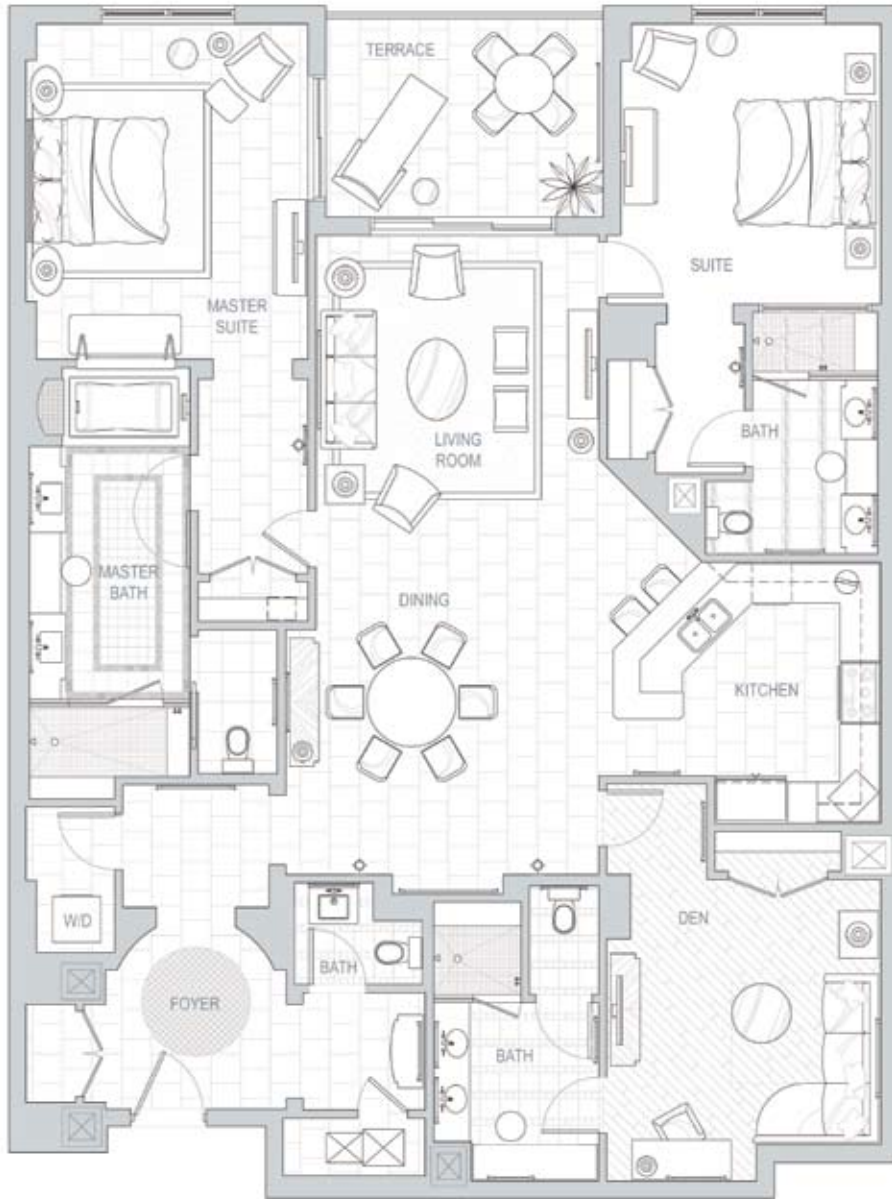 TERRACE
SUITE
MASTER
SUITE
LIVING
ROOM
BATH
MASTER
BATH
DINING
KITCHEN
W/D
DEN
BATH
FOYER
BATH